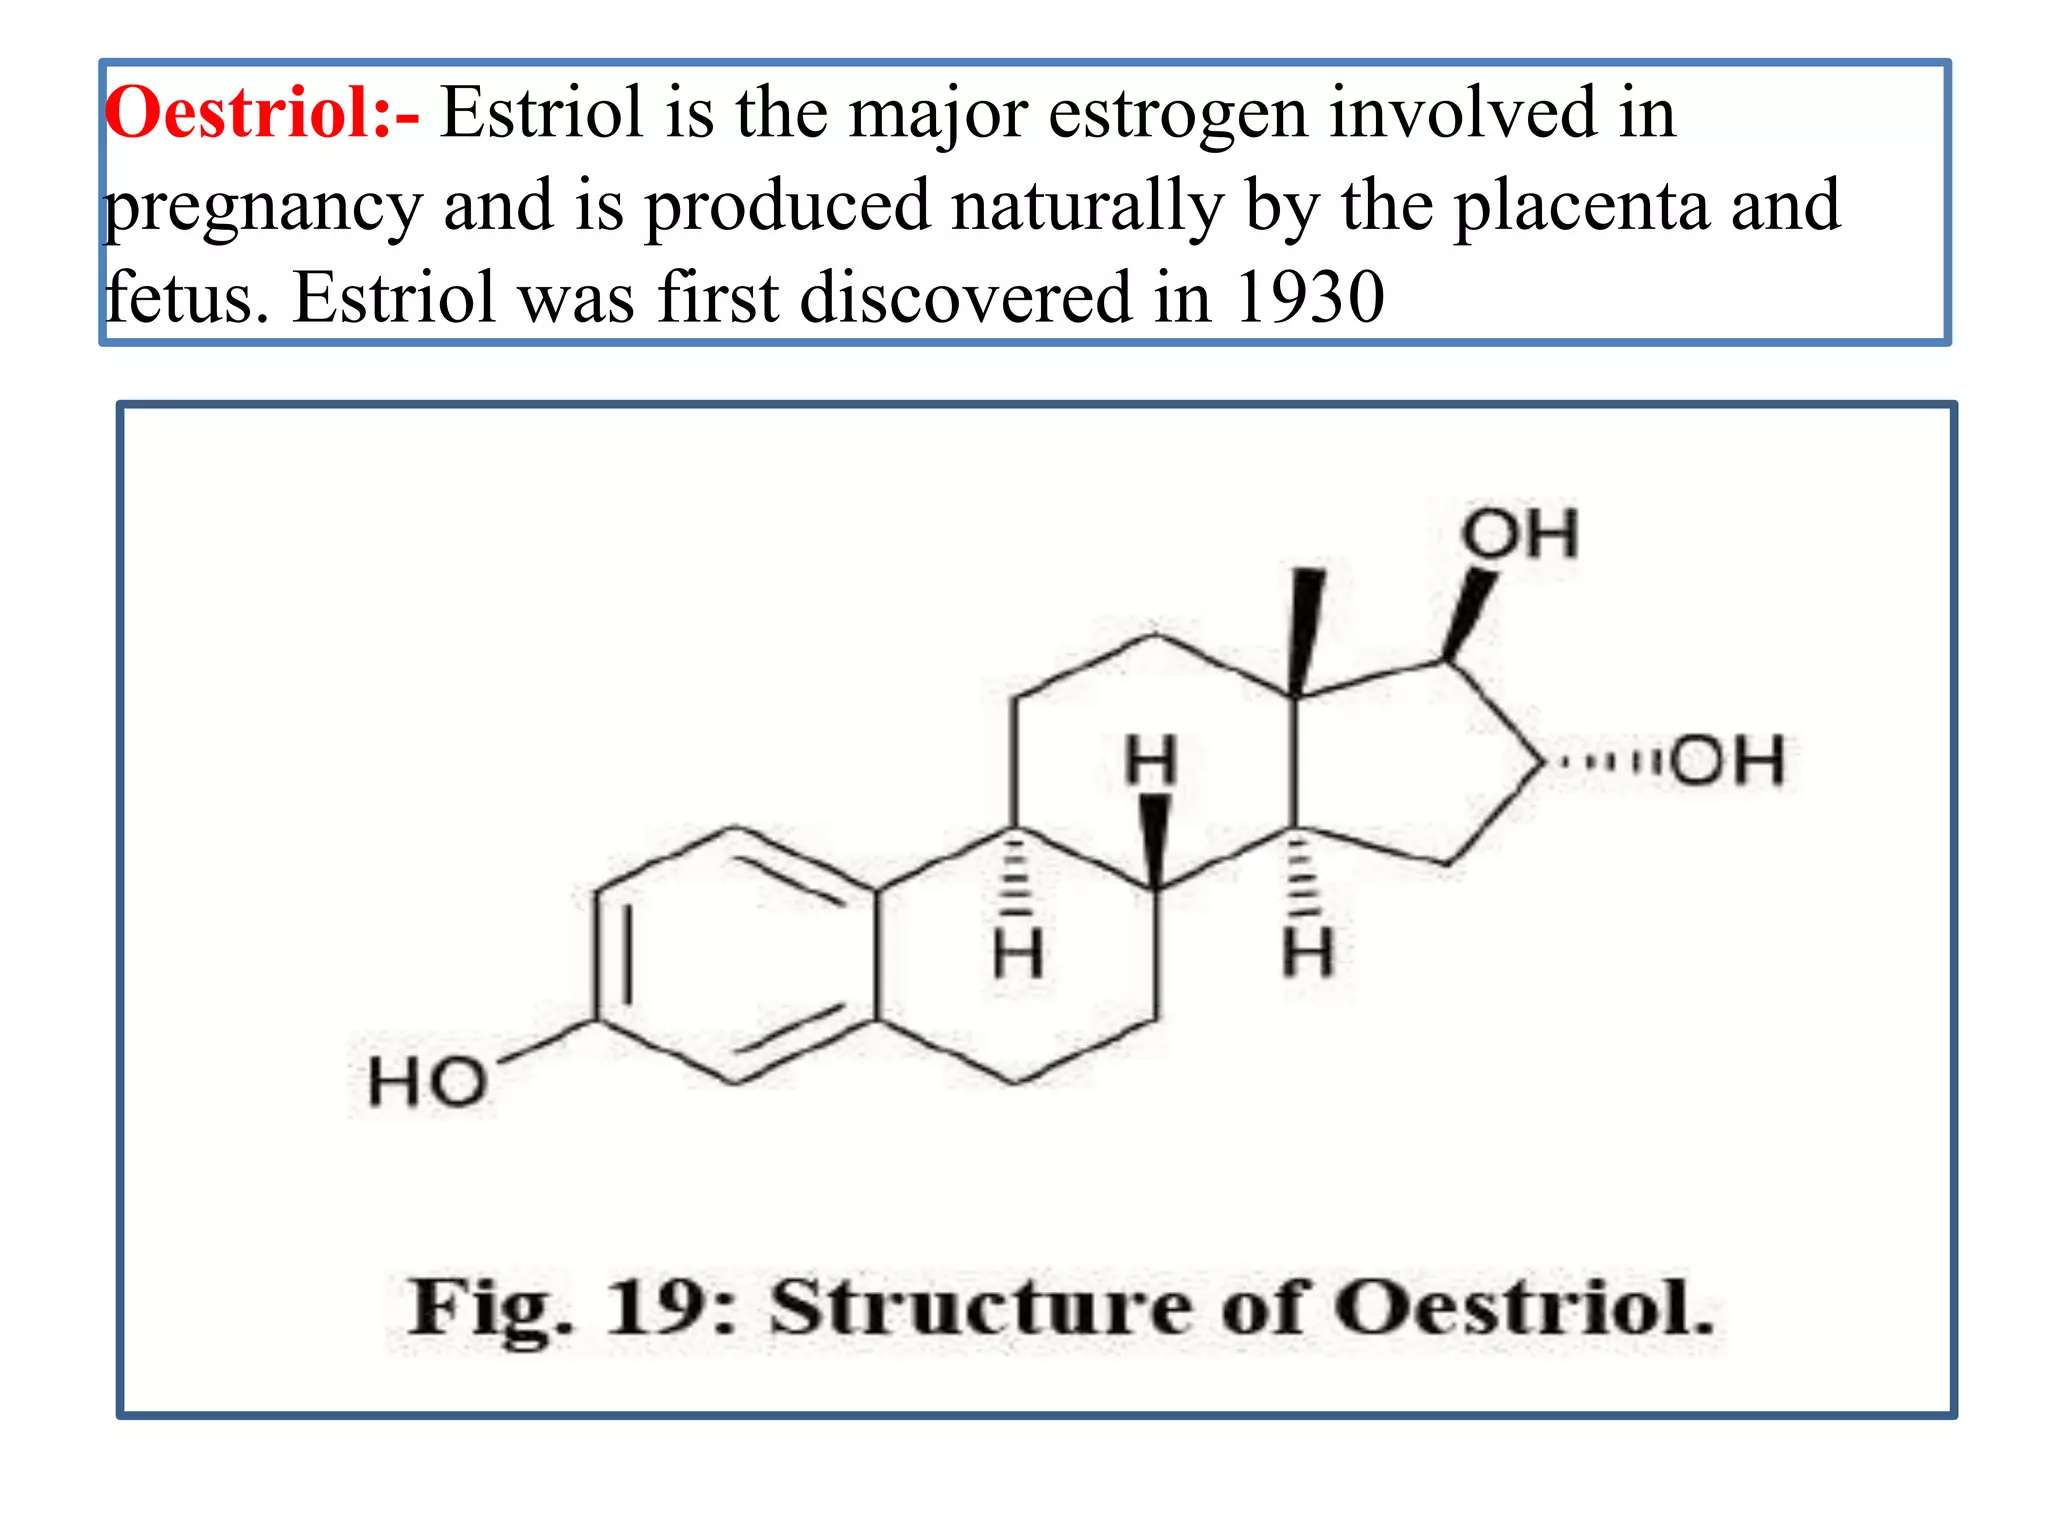 Oestriol:- Estriol is the major estrogen involved in
pregnancy and is produced naturally by the placenta and
fetus. Estriol was first discovered in 1930
OH
H
OH
H
H
HO
Fig. 19: Structure of Oestriol.